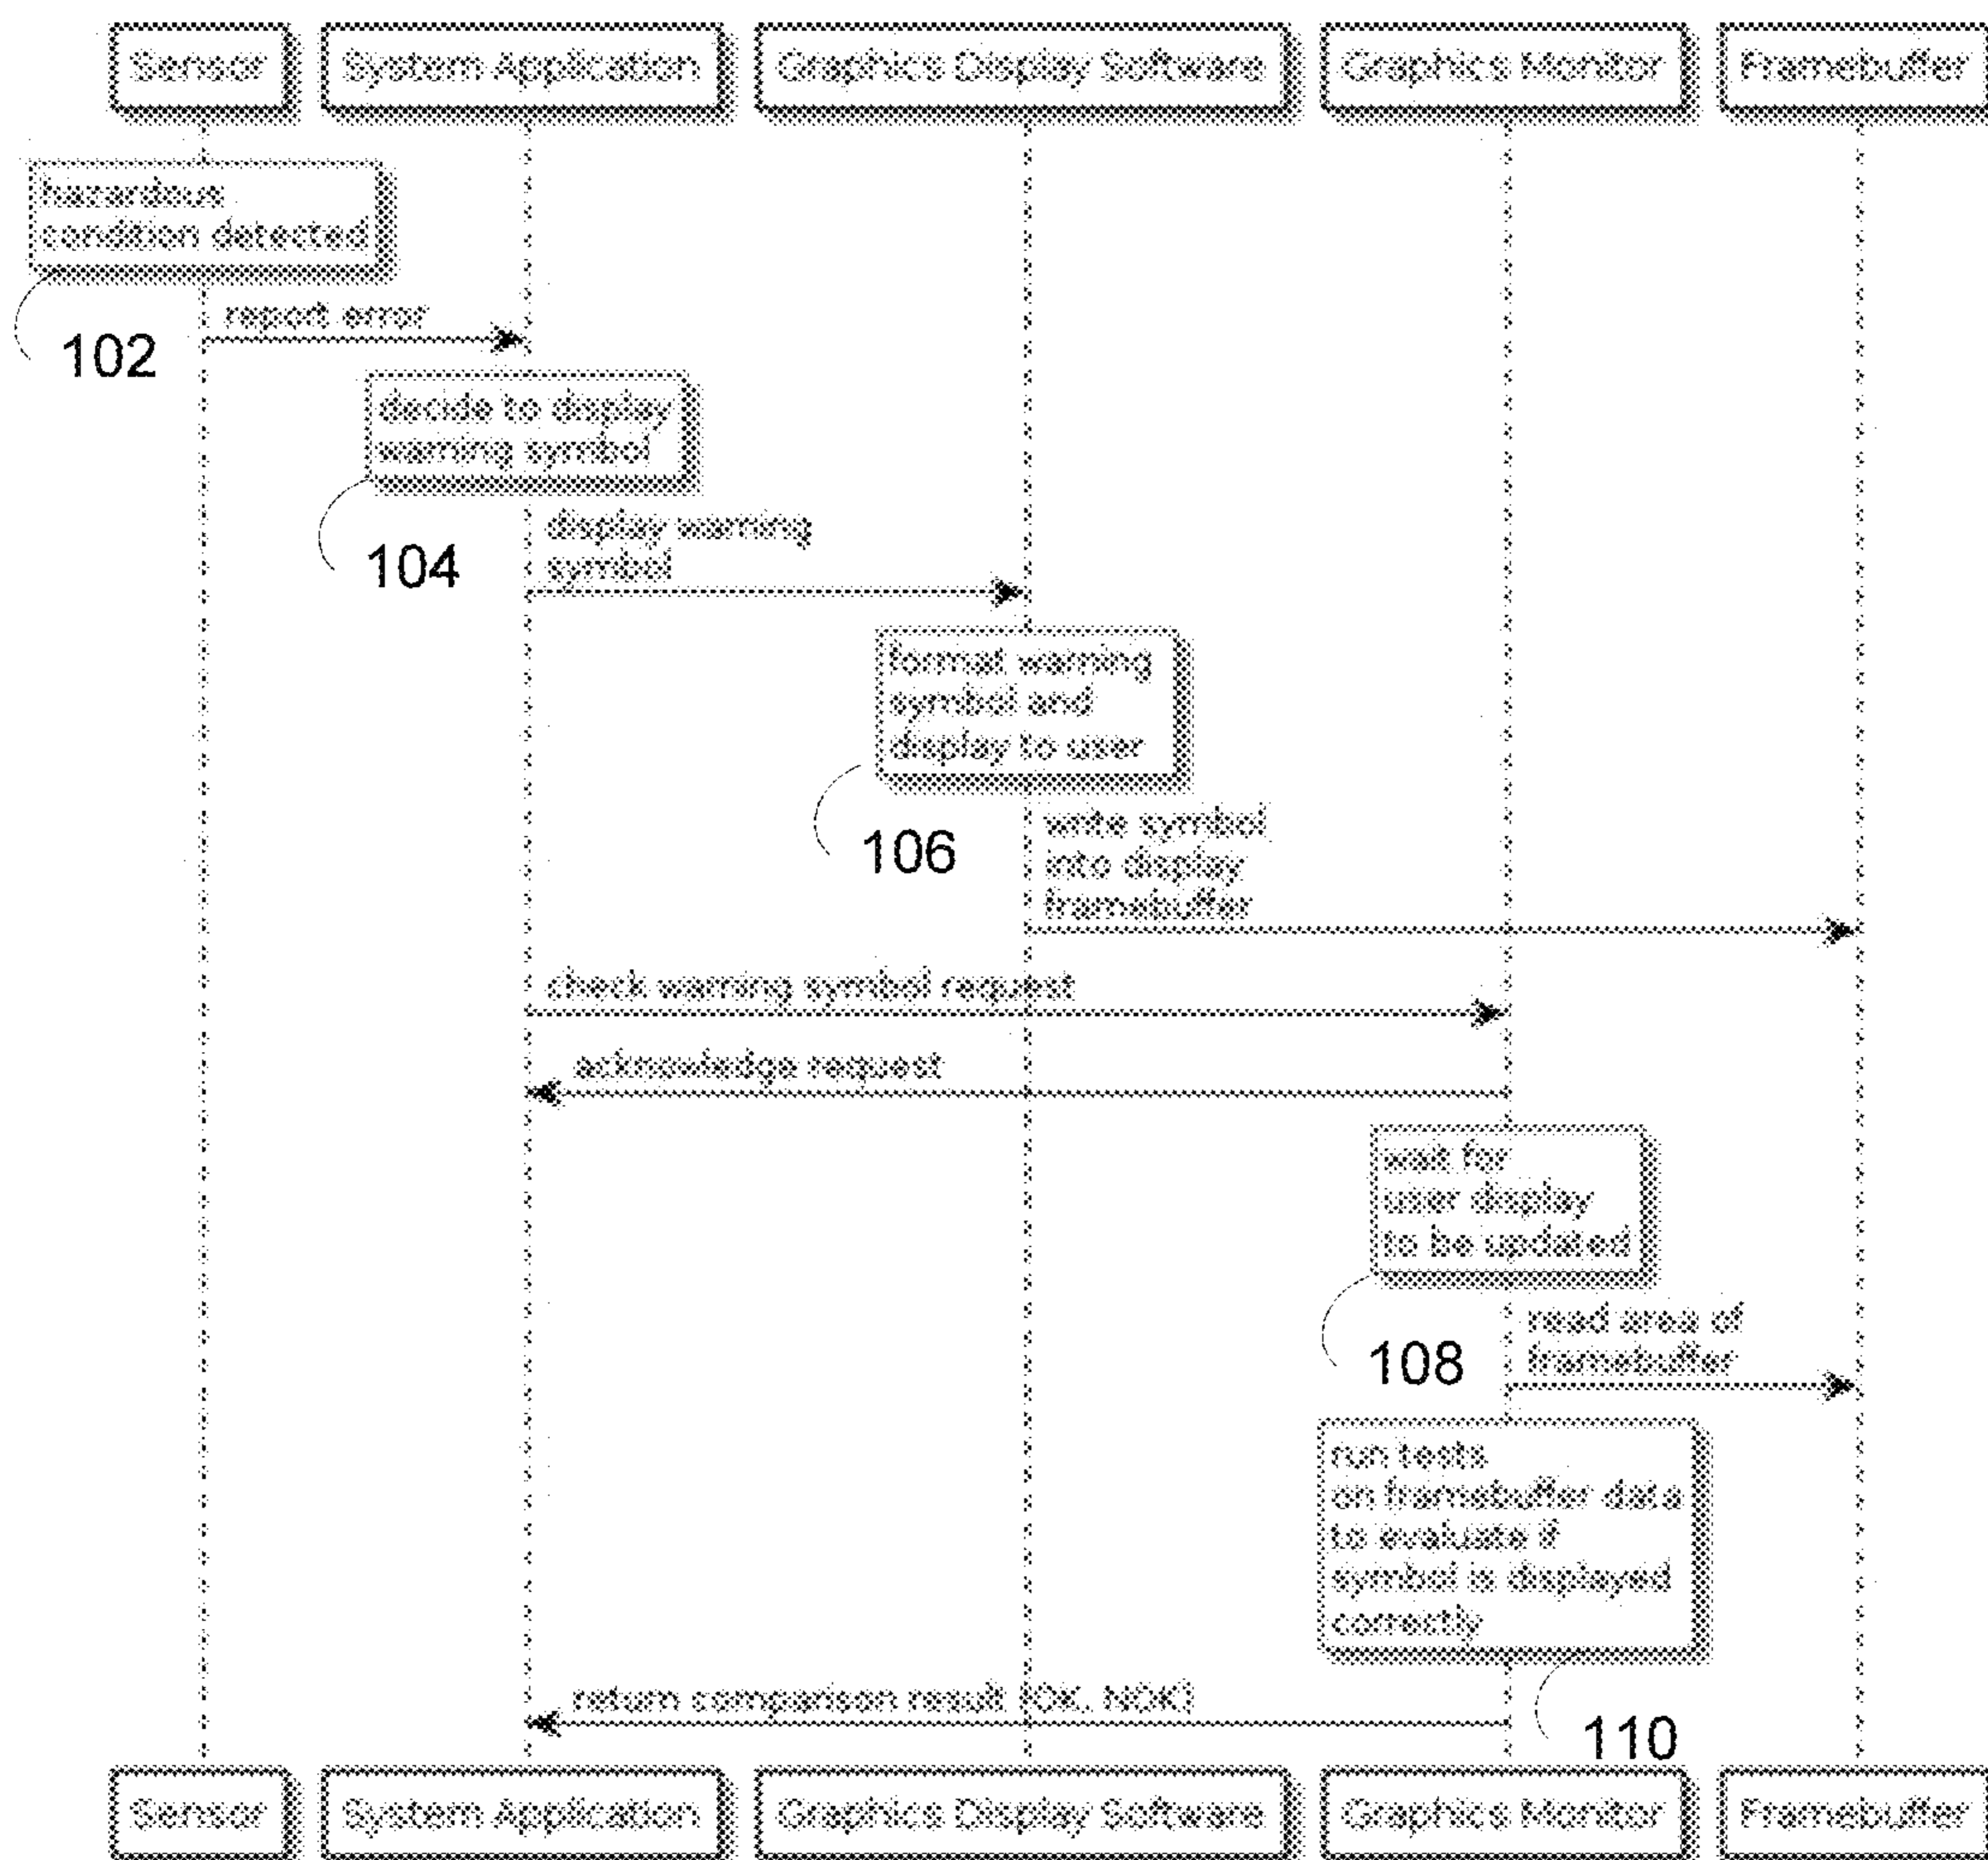 Sensor
System Application
Graphics Display Software
Graphics Monitor
Framebuffer
hazardous
condition detected
102
report error
decide to display
warning symbol
104
display warning
symbol
format warning
symbol and
display to user
106
write symbol
into display
framebuffer
check warning symbol request
acknowledge request
wait for
user display
to be updated
108
read area of
framebuffer
run tests
on framebuffer data
to evaluate if
symbol is displayed
correctly
110
return comparison result [OK, NOK]
Sensor
System Application
Graphics Display Software
Graphics Monitor
Framebuffer